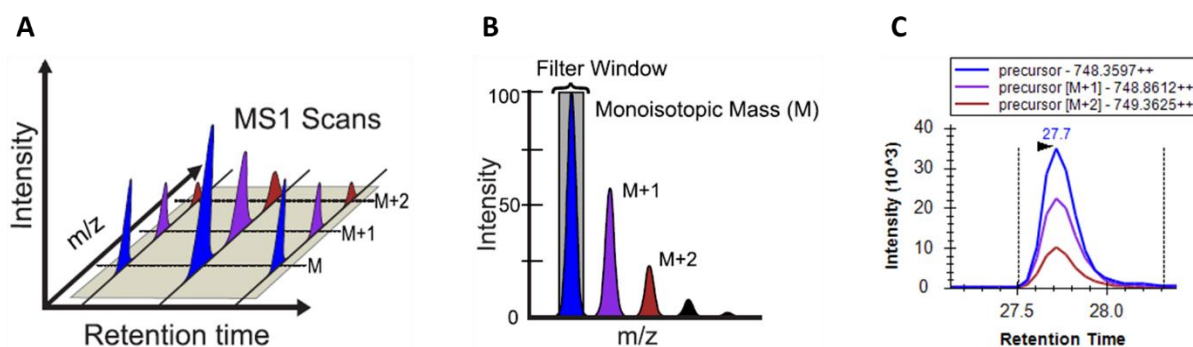 A
Intensity
m/z
MS1 Scans
M+2
M+1
M
Retention time
B
Filter Window
100
Monoisotopic Mass (M)
Intensity
50
M+1
M+2
0
m/z
C
precursor - 748.3597++
precursor [M+1] - 748.8612++
precursor [M+2] - 749.3625++
Intensity (10^3)
40
27.7
30
20
10
0
27.5
28.0
Retention Time